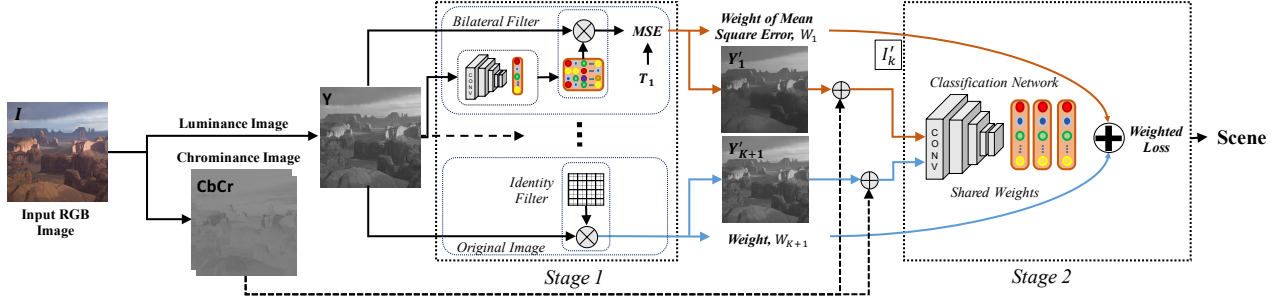 I
Input RGB
Image
Luminance Image
Chrominance Image
CbCr
Y
Bilateral Filter
CONV
MSE
T₁
Identity
Filter
Original Image
Stage 1
Weight of Mean
Square Error, W₁
Y′₁
Y′K+1
Weight, WK+1
I′k
Classification Network
CONV
Shared Weights
Stage 2
Weighted
Loss
Scene